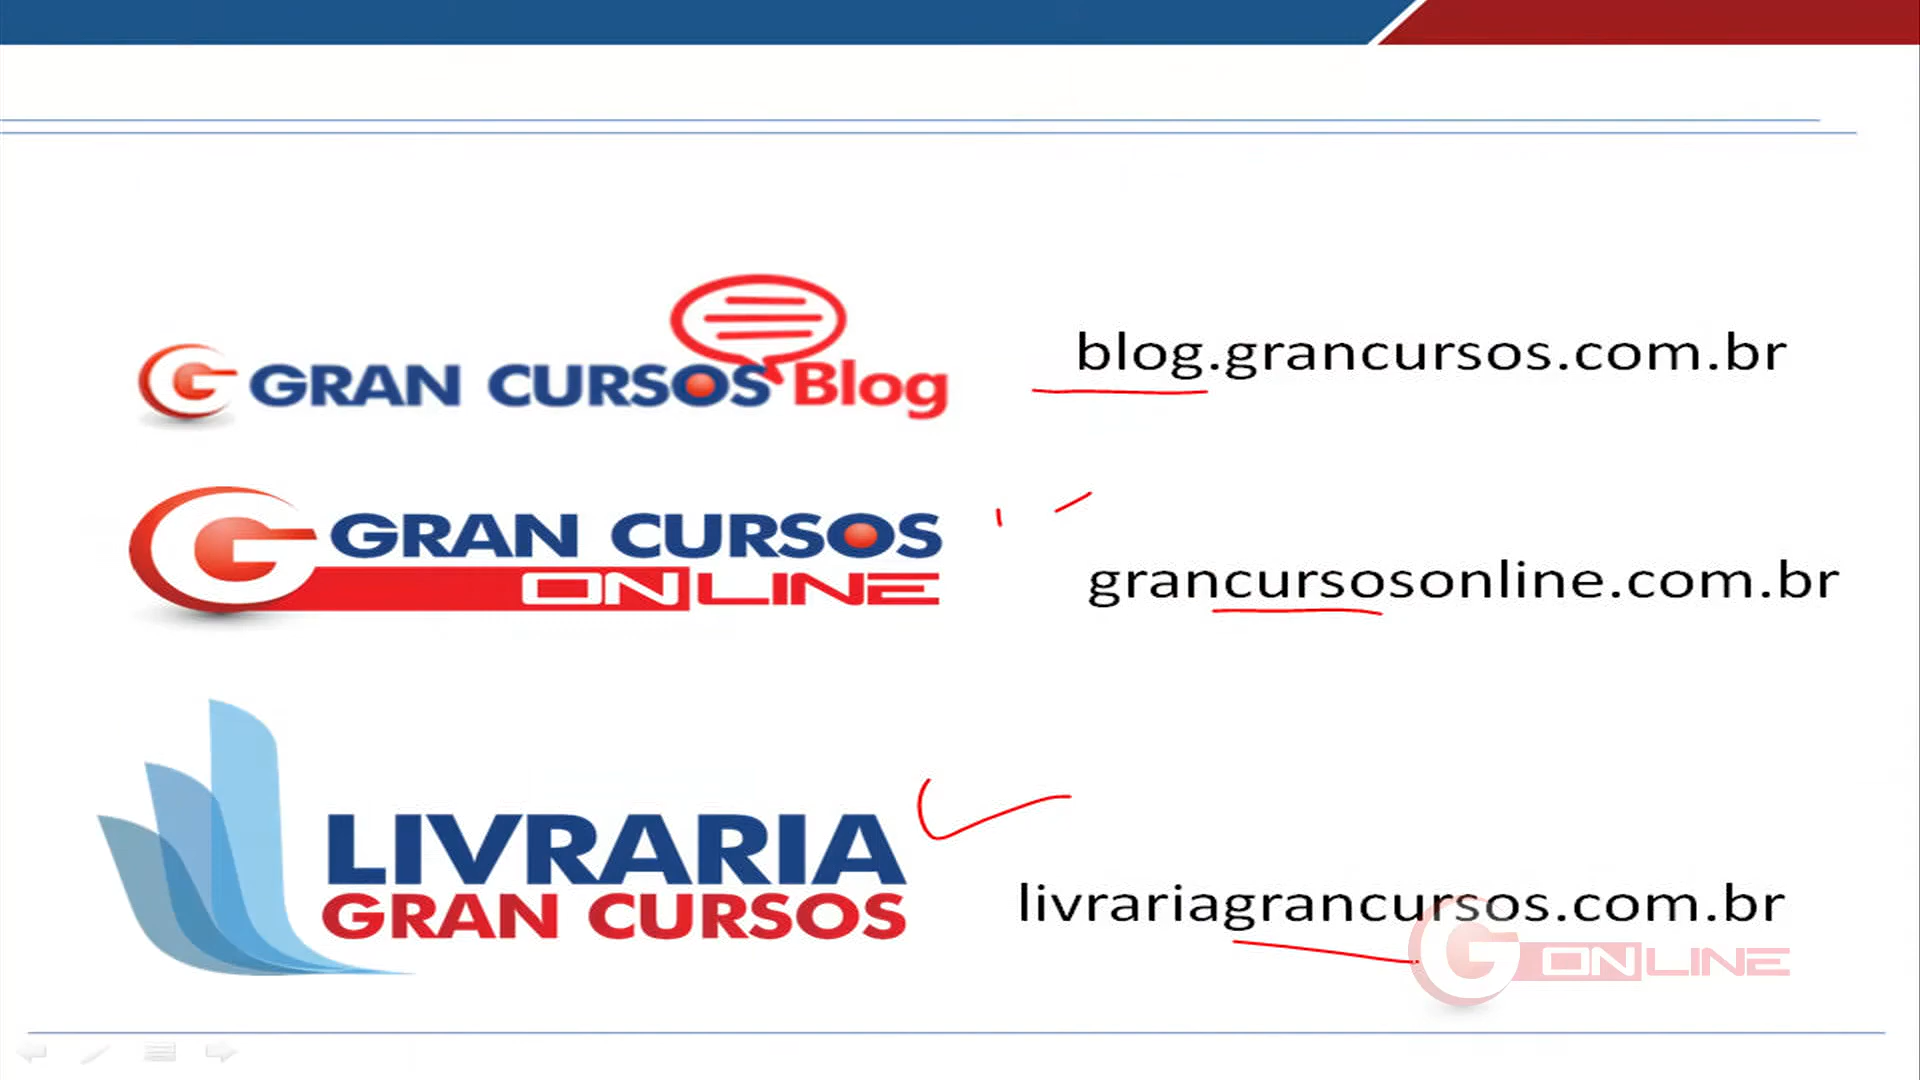 GRAN CURSOS Blog
blog.grancursos.com.br
GRAN CURSOS
ONLINE
grancursosonline.com.br
LIVRARIA
GRAN CURSOS
livrariagrancursos.com.br
ONLINE